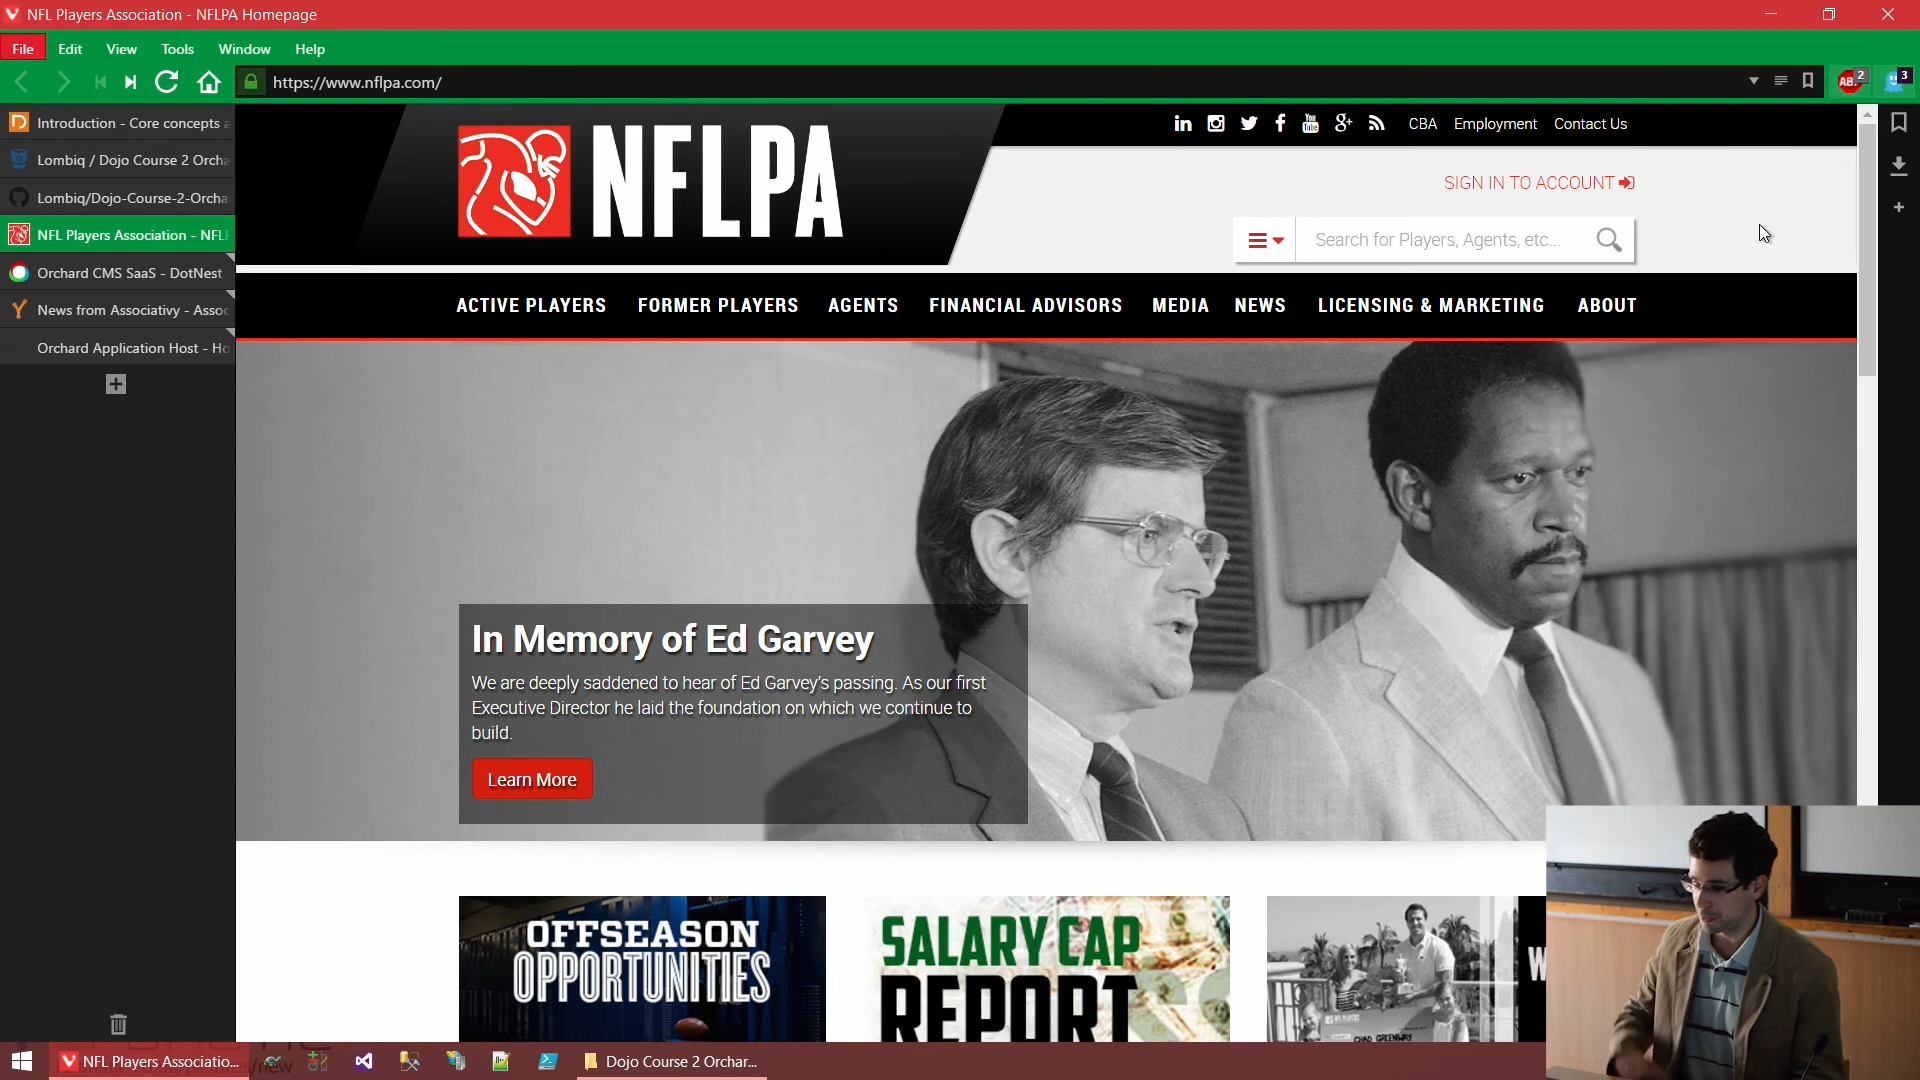 NFL Players Association - NFLPA Homepage
File Edit View Tools Window Help
https://www.nflpa.com/
2
3
Introduction - Core concepts a
Lombiq / Dojo Course 2 Orcha
Lombiq/Dojo-Course-2-Orcha
NFL Players Association - NFL
Orchard CMS SaaS - DotNest
News from Associativy - Assoc
Orchard Application Host - Ho
NFLPA
CBA Employment Contact Us
SIGN IN TO ACCOUNT
Search for Players, Agents, etc...
ACTIVE PLAYERS FORMER PLAYERS AGENTS FINANCIAL ADVISORS MEDIA NEWS LICENSING & MARKETING ABOUT
In Memory of Ed Garvey
We are deeply saddened to hear of Ed Garvey's passing. As our first
Executive Director he laid the foundation on which we continue to
build.
Learn More
OFFSEASON
OPPORTUNITIES
SALARY CAP
REPORT
CHAD GREENWAY
W
NFL Players Associatio...
Dojo Course 2 Orchar...